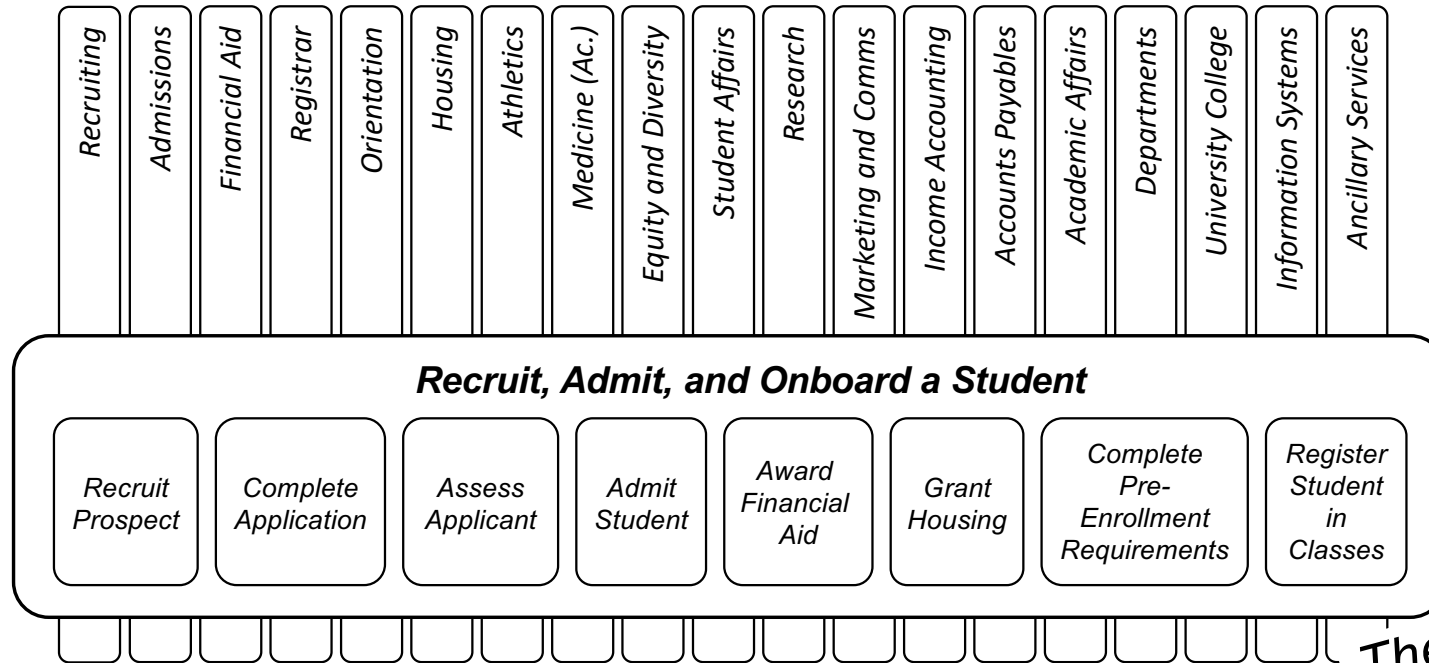 Recruiting
Admissions
Financial Aid
Registrar
Orientation
Housing
Athletics
Medicine (Ac.)
Equity and Diversity
Student Affairs
Research
Marketing and Comms
Income Accounting
Accounts Payables
Academic Affairs
Departments
University College
Information Systems
Ancillary Services
Recruit, Admit, and Onboard a Student
Recruit
Prospect
Complete
Application
Assess
Applicant
Admit
Student
Award
Financial
Aid
Grant
Housing
Complete
Pre-
Enrollment
Requirements
Register
Student
in
Classes
The